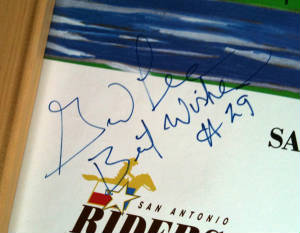 Best Wishes
#29
SA
SAN ANTONIO
RIDERS